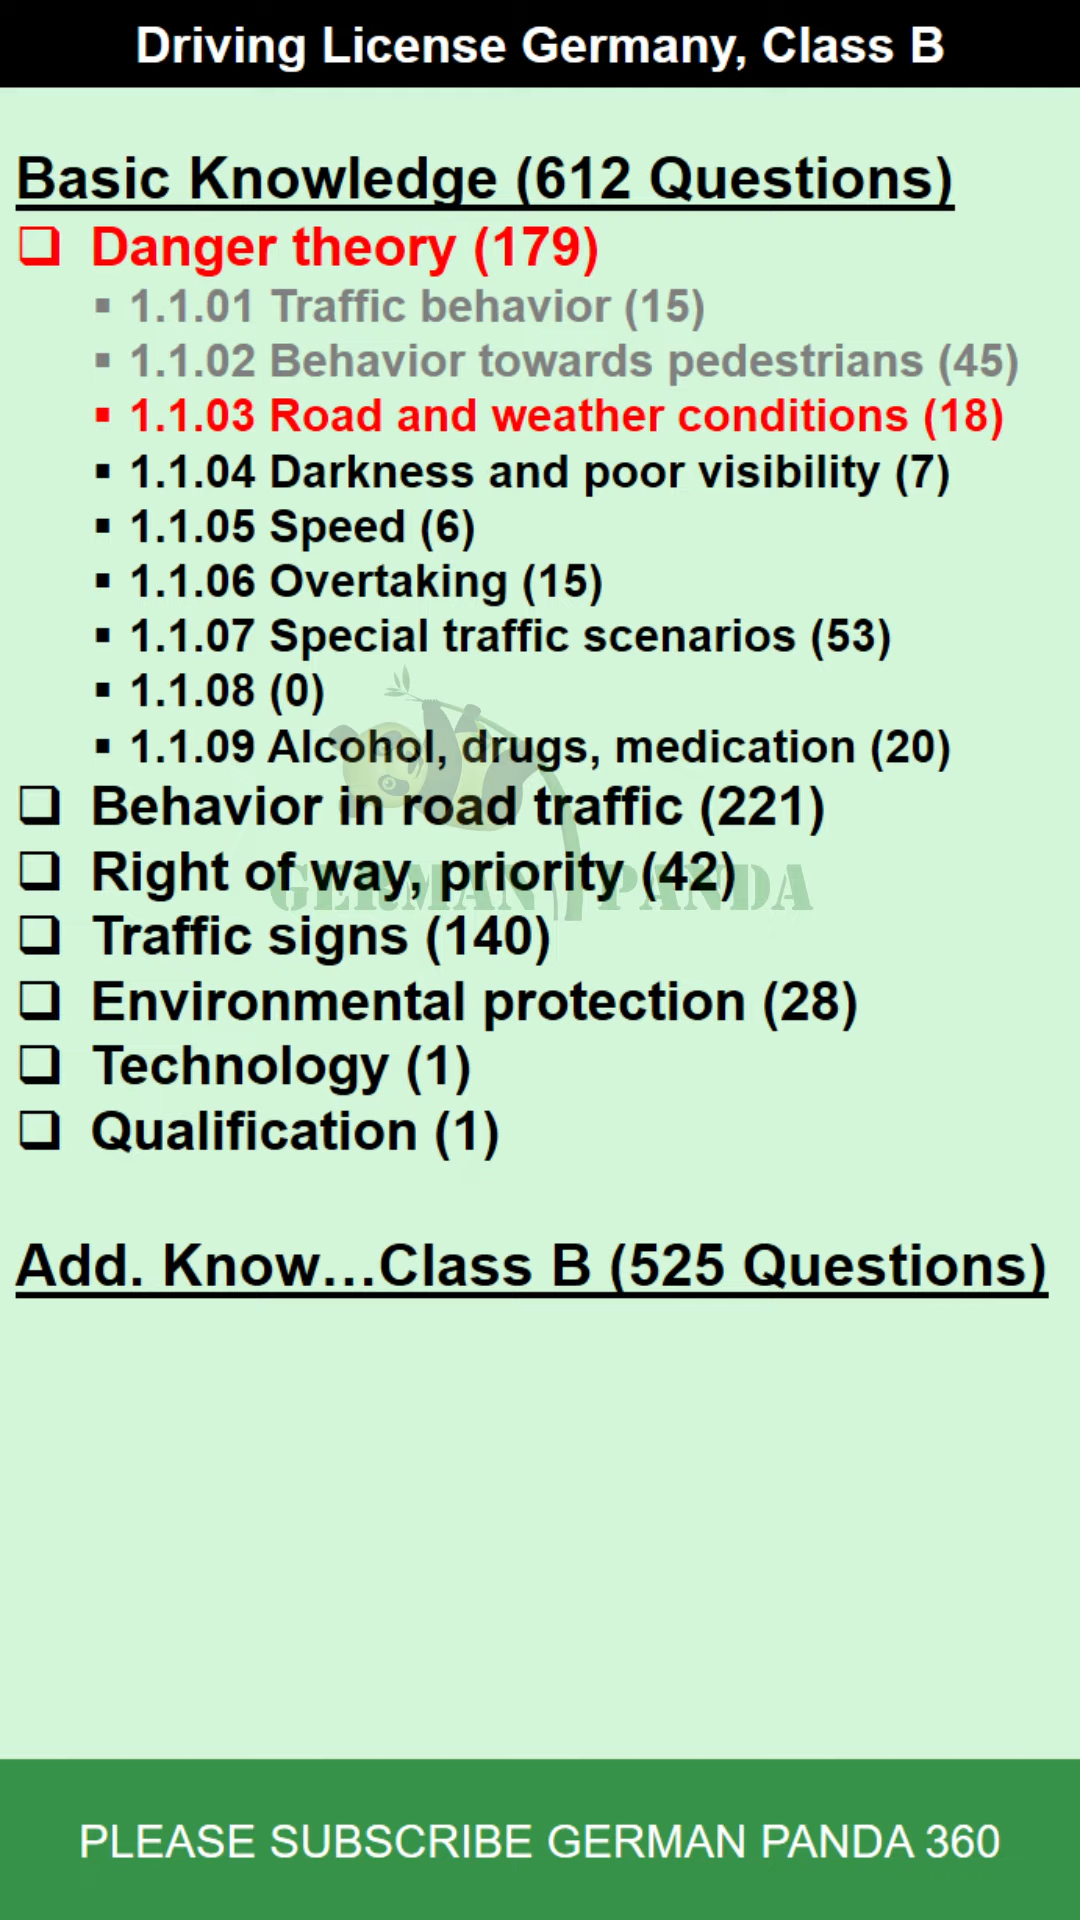 Driving License Germany, Class B
Basic Knowledge (612 Questions)
❑ Danger theory (179)
▪ 1.1.01 Traffic behavior (15)
▪ 1.1.02 Behavior towards pedestrians (45)
▪ 1.1.03 Road and weather conditions (18)
▪ 1.1.04 Darkness and poor visibility (7)
▪ 1.1.05 Speed (6)
▪ 1.1.06 Overtaking (15)
▪ 1.1.07 Special traffic scenarios (53)
▪ 1.1.08 (0)
▪ 1.1.09 Alcohol, drugs, medication (20)
❑ Behavior in road traffic (221)
❑ Right of way, priority (42)
GERMAN PANDA
❑ Traffic signs (140)
❑ Environmental protection (28)
❑ Technology (1)
❑ Qualification (1)
Add. Know...Class B (525 Questions)
PLEASE SUBSCRIBE GERMAN PANDA 360